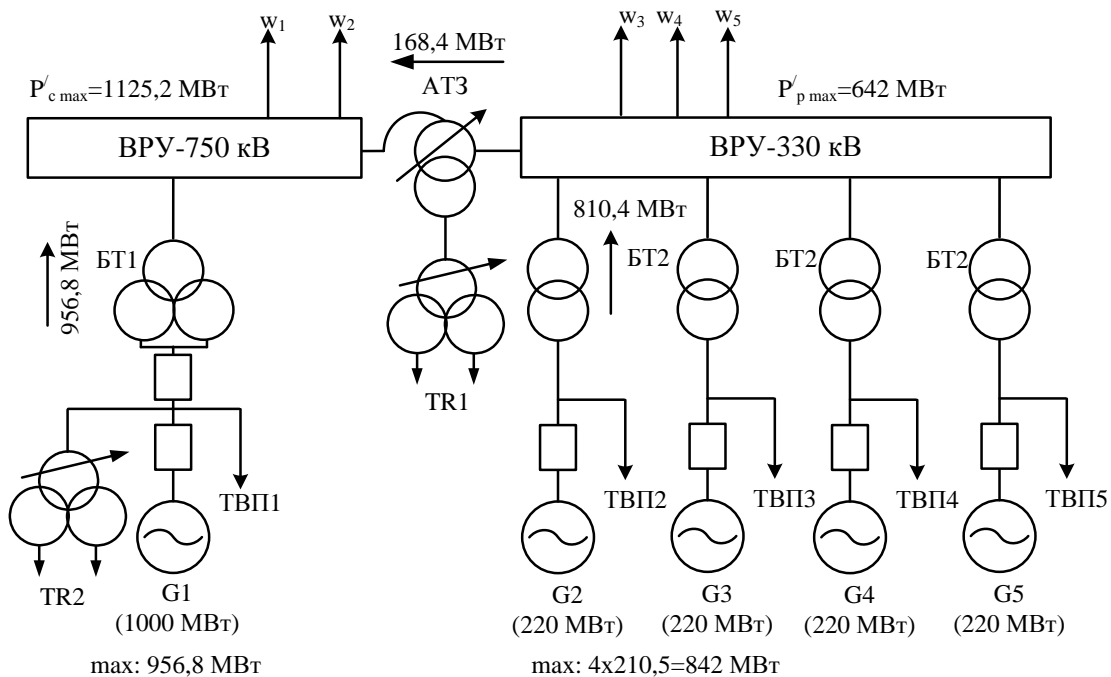 w1 w2 w3 w4 w5
168,4 МВт
АТЗ
P/c max=1125,2 МВт
P/p max=642 МВт
ВРУ-750 кВ
ВРУ-330 кВ
956,8 МВт
БТ1
810,4 МВт
БТ2
БТ2
БТ2
TR1
ТВП1
ТВП2
ТВП3
ТВП4
ТВП5
TR2
G1
(1000 МВт)
G2
(220 МВт)
G3
(220 МВт)
G4
(220 МВт)
G5
(220 МВт)
max: 956,8 МВт
max: 4x210,5=842 МВт